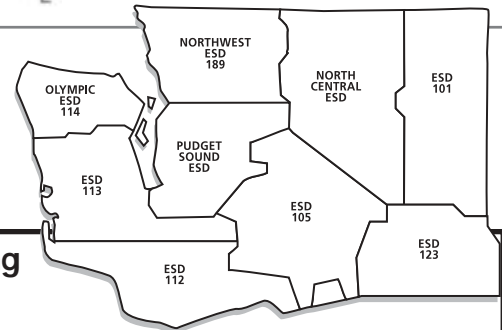 NORTHWEST
ESD
189
NORTH
CENTRAL
ESD
ESD
101
OLYMPIC
ESD
114
PUDGET
SOUND
ESD
ESD
113
ESD
105
ESD
123
ESD
112
g